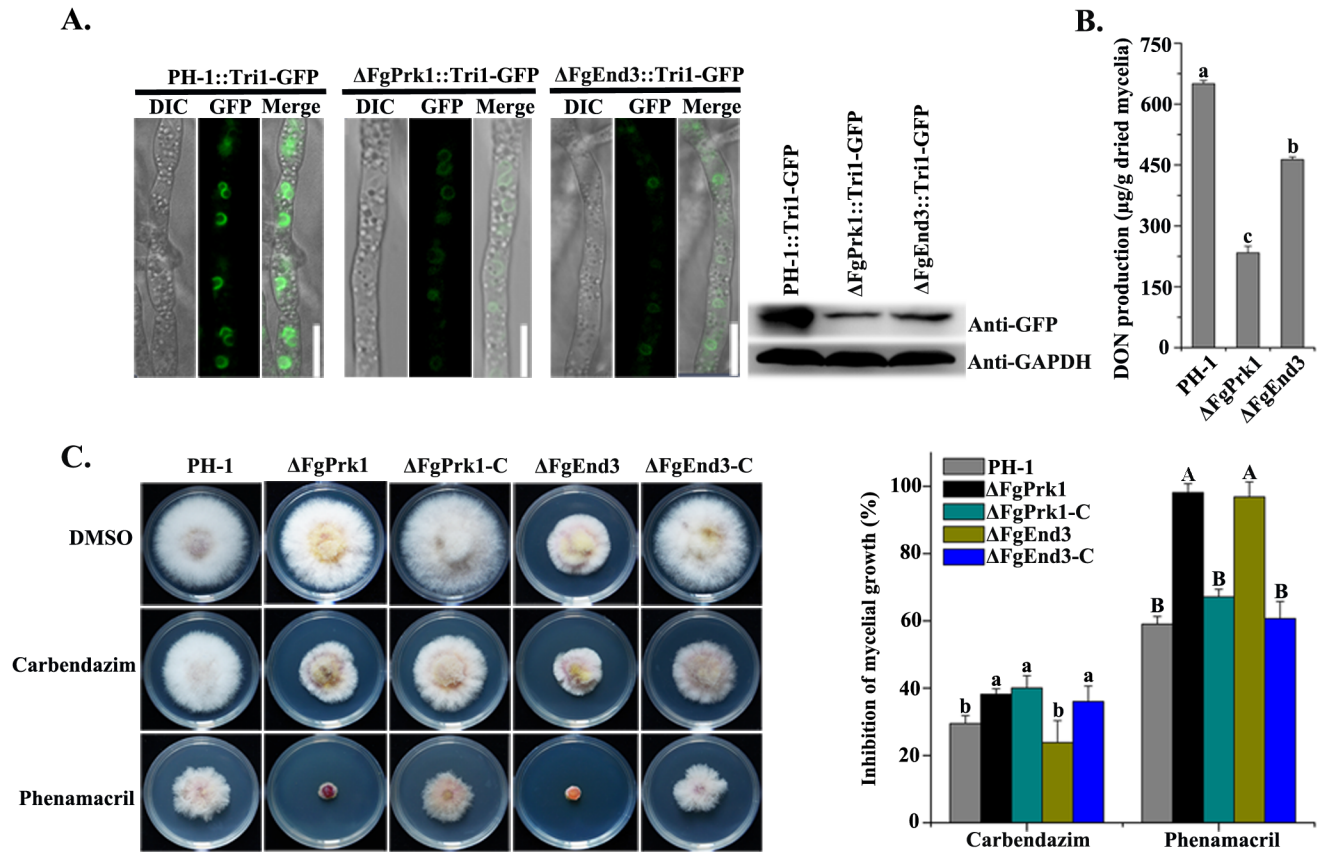 A.
PH-1::Tri1-GFP
ΔFgPrk1::Tri1-GFP
ΔFgEnd3::Tri1-GFP
DIC GFP Merge
DIC GFP Merge
DIC GFP Merge
PH-1::Tri1-GFP
ΔFgPrk1::Tri1-GFP
ΔFgEnd3::Tri1-GFP
Anti-GFP
Anti-GAPDH
B.
DON production (μg/g dried mycelia)
750
600
450
300
150
0
a
c
b
PH-1
ΔFgPrk1
ΔFgEnd3
C.
PH-1 ΔFgPrk1 ΔFgPrk1-C ΔFgEnd3 ΔFgEnd3-C
DMSO
Carbendazim
Phenamacril
Inhibition of mycelial growth (%)
100
80
60
40
20
0
PH-1
ΔFgPrk1
ΔFgPrk1-C
ΔFgEnd3
ΔFgEnd3-C
b a a b a
B A B A B
Carbendazim Phenamacril